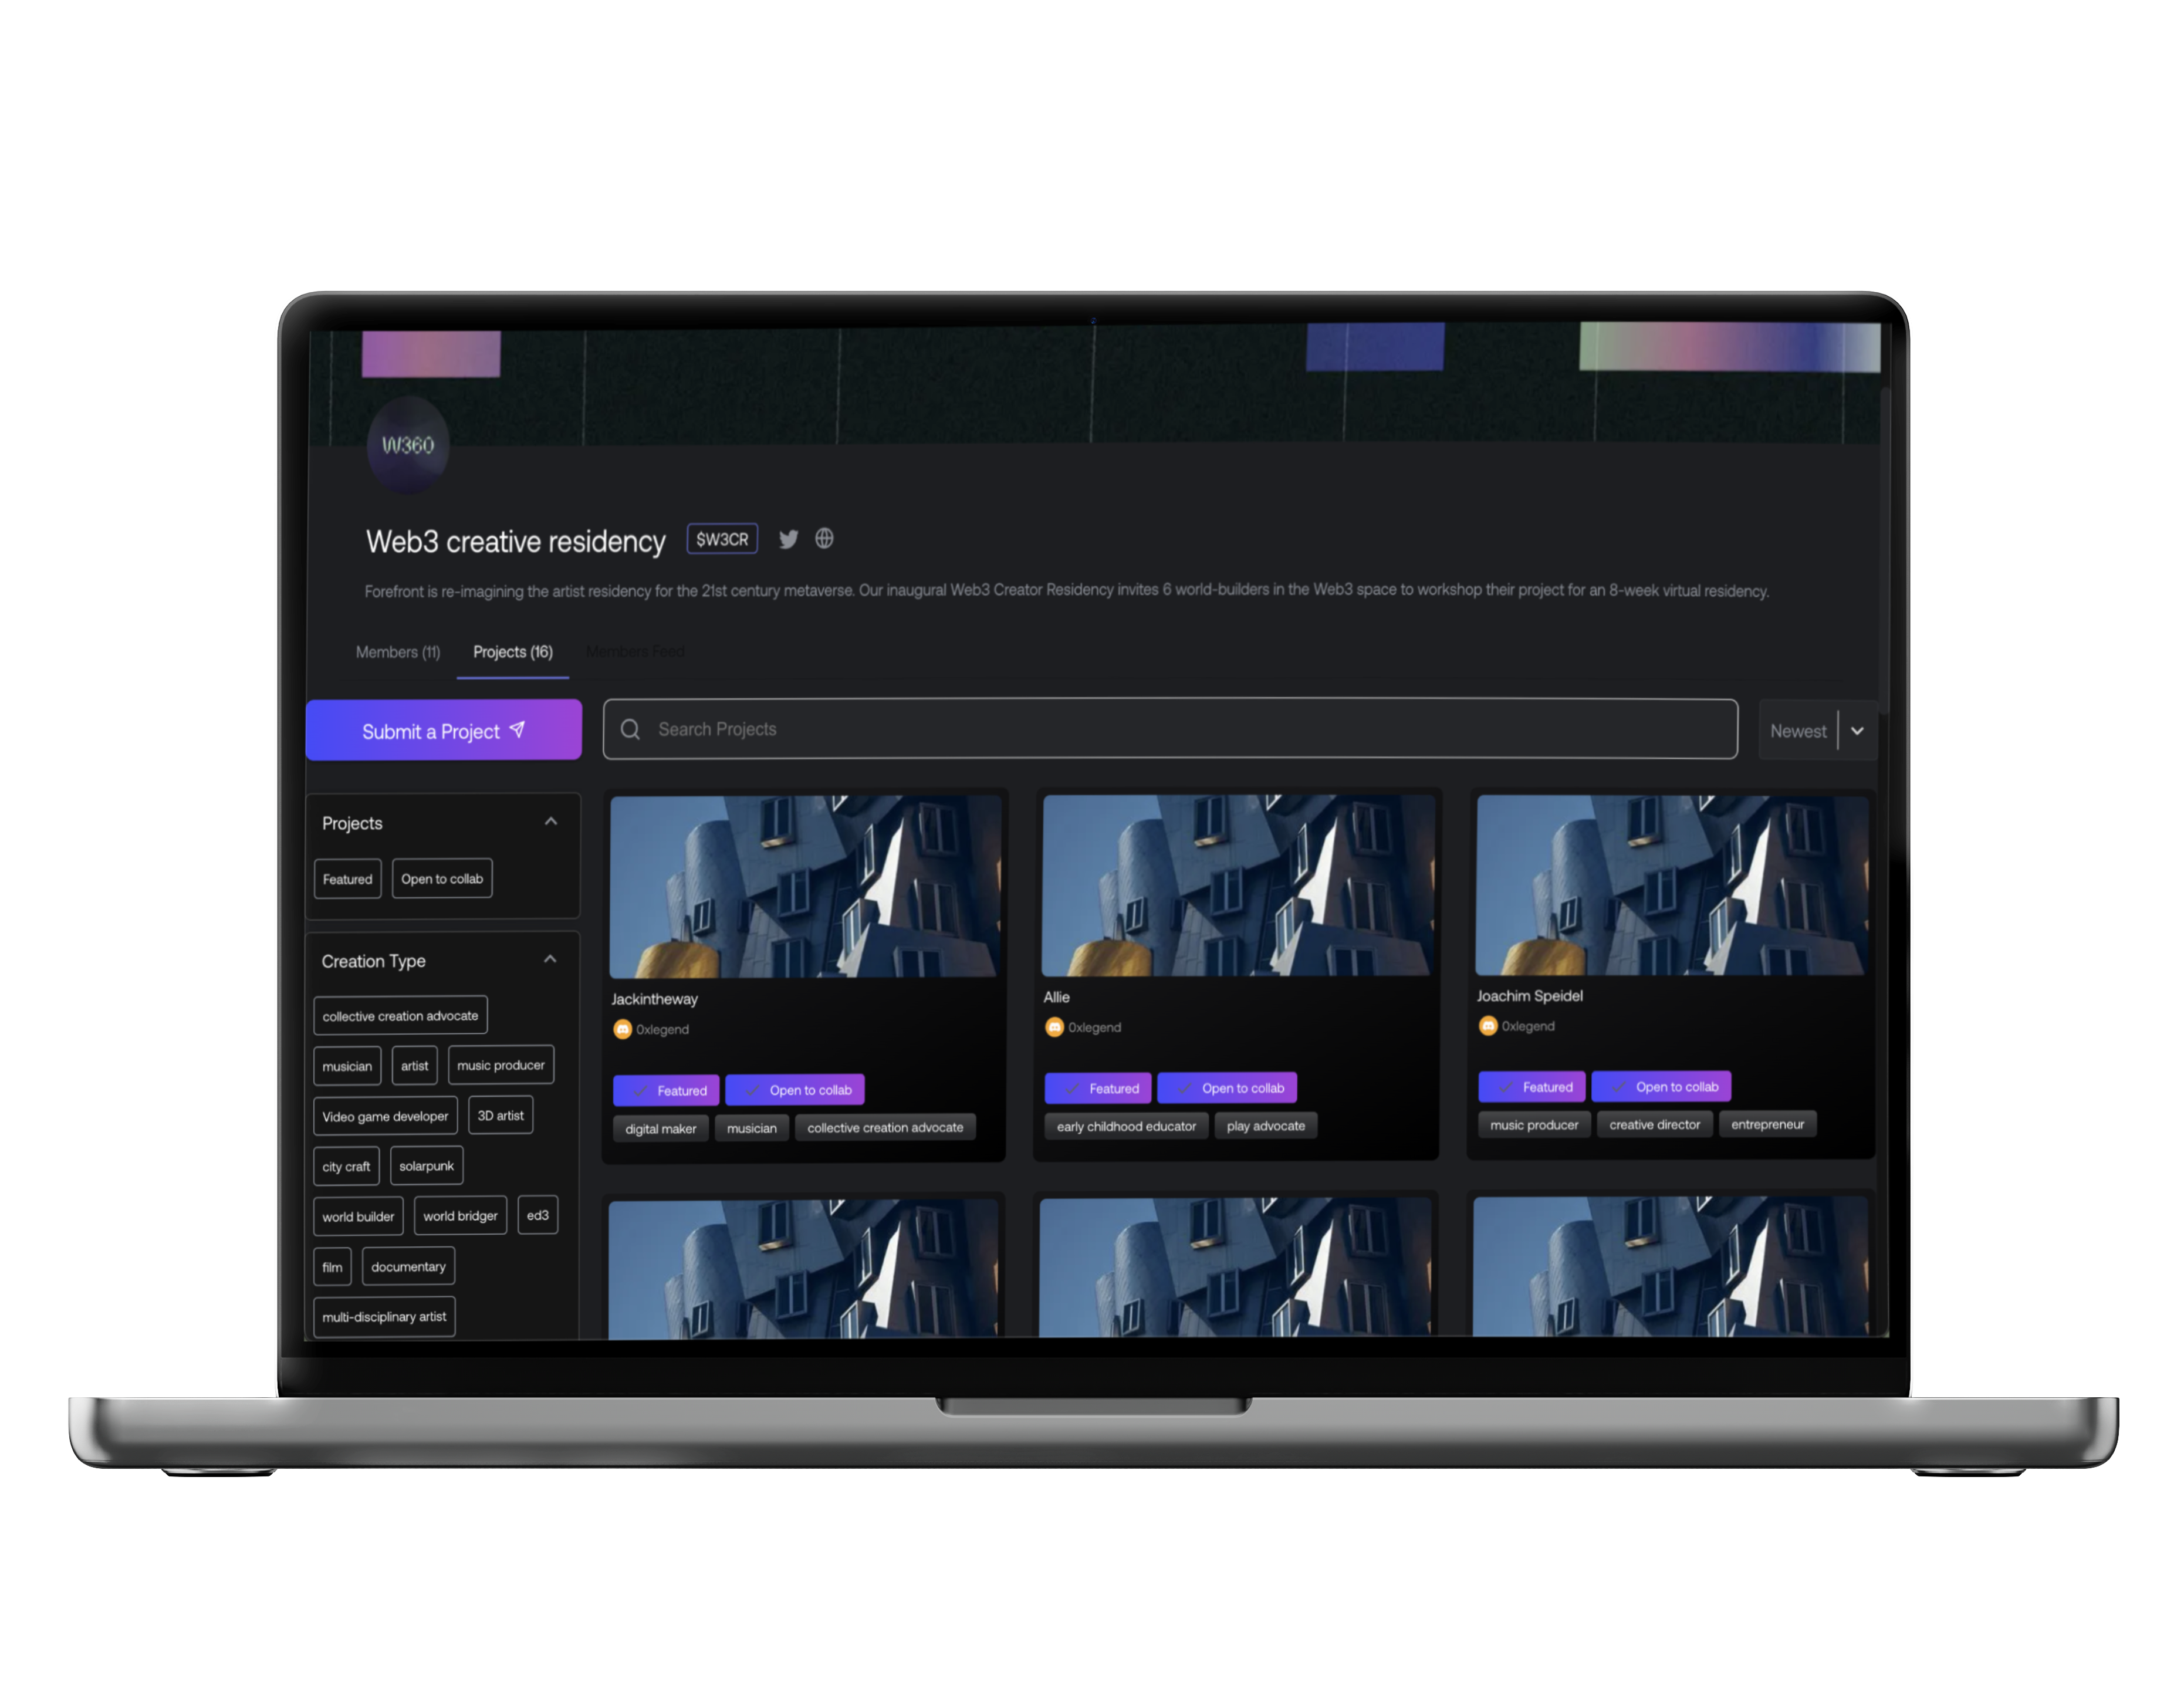 W360
Web3 creative residency $W3CR
Forefront is re-imagining the artist residency for the 21st century metaverse. Our inaugural Web3 Creator Residency invites 6 world-builders in the Web3 space to workshop their project for an 8-week virtual residency.
Members (11) Projects (16) Members Feed
Submit a Project Search Projects Newest
Projects
Featured Open to collab
Creation Type
collective creation advocate
musician artist music producer
Video game developer 3D artist
city craft solarpunk
world builder world bridger ed3
film documentary
multi-disciplinary artist
Jackintheway
0xlegend
Featured Open to collab
digital maker musician collective creation advocate
Allie
0xlegend
Featured Open to collab
early childhood educator play advocate
Joachim Speidel
0xlegend
Featured Open to collab
music producer creative director entrepreneur